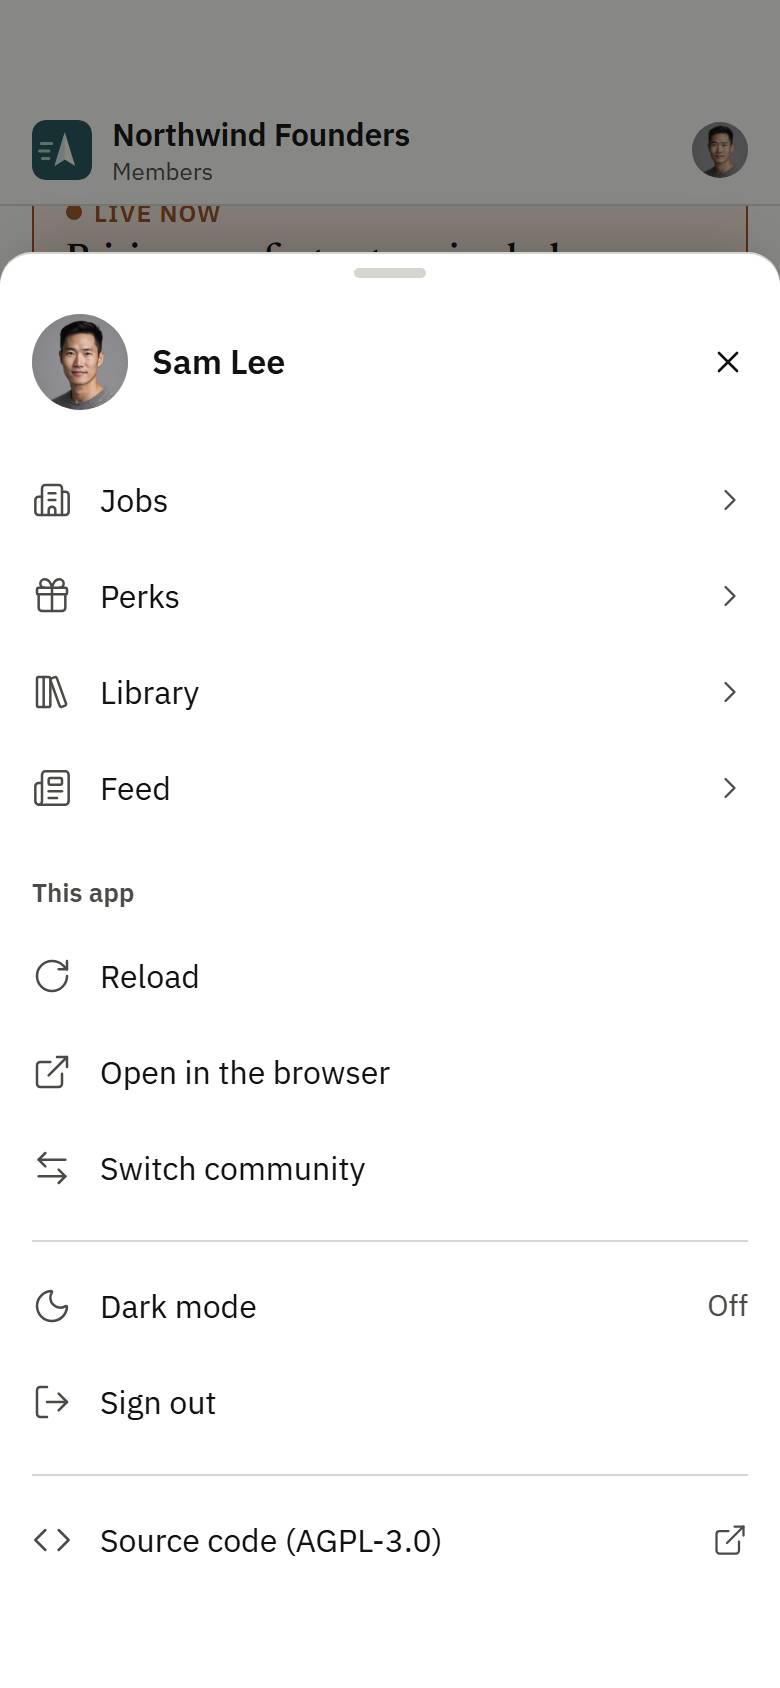 Northwind Founders
Members
LIVE NOW
Sam Lee
Jobs
Perks
Library
Feed
This app
Reload
Open in the browser
Switch community
Dark mode
Off
Sign out
Source code (AGPL-3.0)